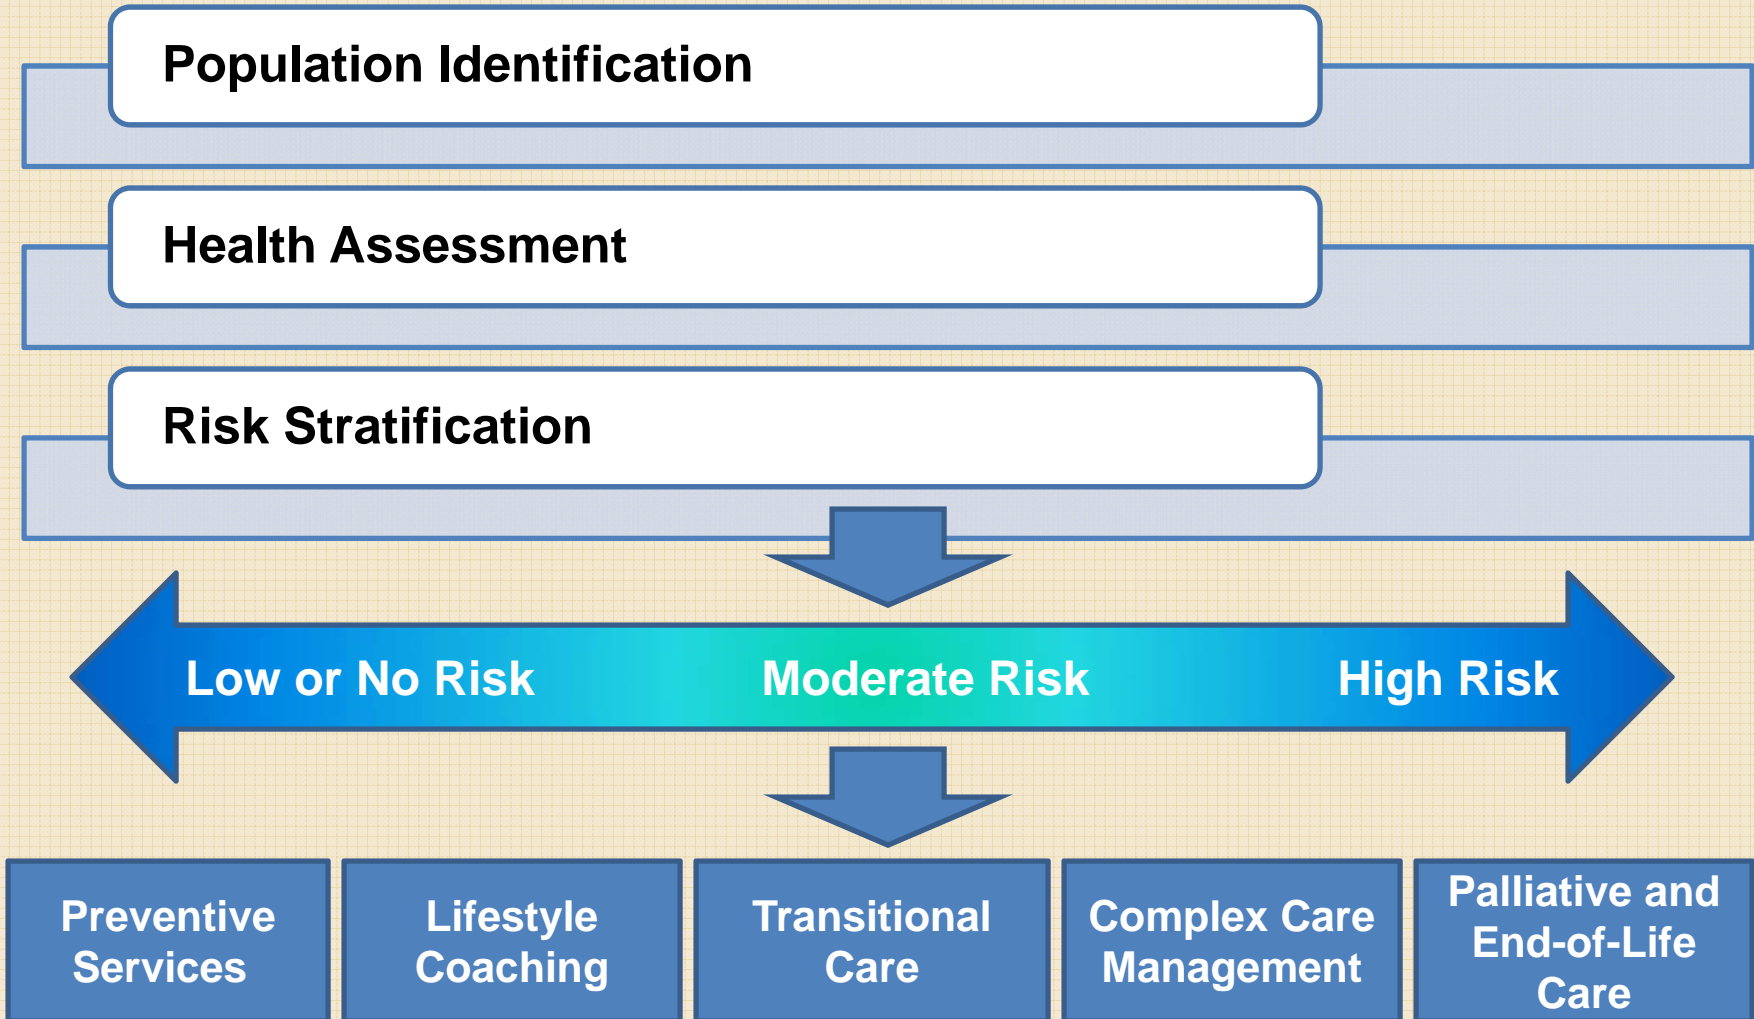 Population Identification
Health Assessment
Risk Stratification
Low or No Risk
Moderate Risk
High Risk
Preventive
Services
Lifestyle
Coaching
Transitional
Care
Complex Care
Management
Palliative and
End-of-Life
Care